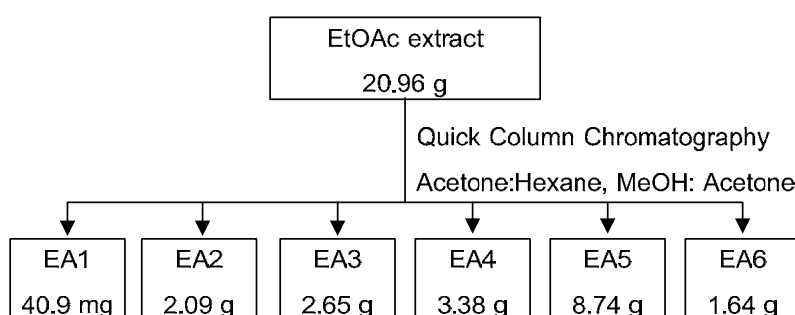 EtOAc extract
20.96 g
Quick Column Chromatography
Acetone:Hexane, MeOH: Acetone
EA1 EA2 EA3 EA4 EA5 EA6
40.9 mg 2.09 g 2.65 g 3.38 g 8.74 g 1.64 g